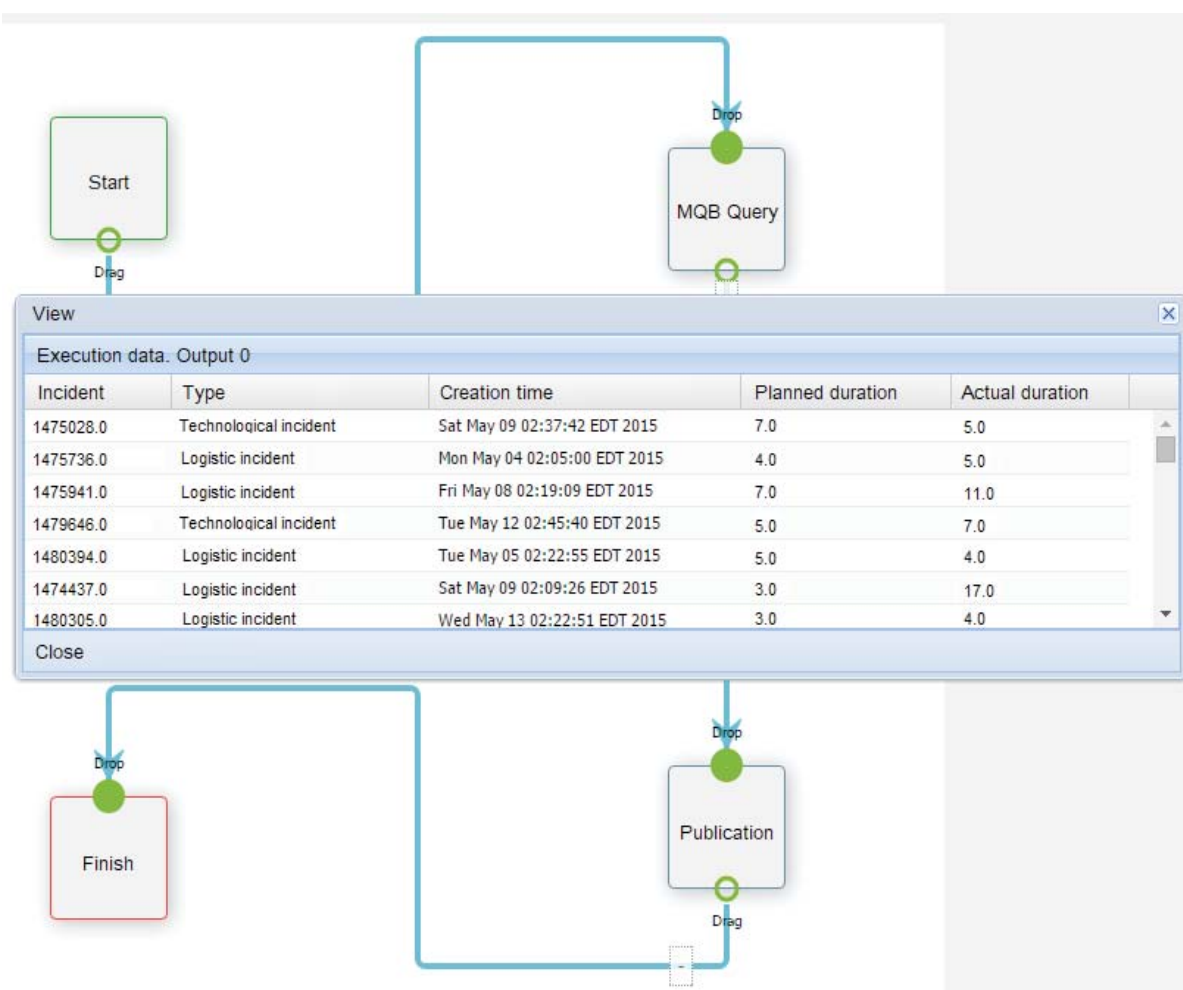 Drop
Start
MQB Query
Drag
View
Execution data. Output 0
Incident Type Creation time Planned duration Actual duration
1475028.0 Technological incident Sat May 09 02:37:42 EDT 2015 7.0 5.0
1475736.0 Logistic incident Mon May 04 02:05:00 EDT 2015 4.0 5.0
1475941.0 Logistic incident Fri May 08 02:19:09 EDT 2015 7.0 11.0
1479646.0 Technological incident Tue May 12 02:45:40 EDT 2015 5.0 7.0
1480394.0 Logistic incident Tue May 05 02:22:55 EDT 2015 5.0 4.0
1474437.0 Logistic incident Sat May 09 02:09:26 EDT 2015 3.0 17.0
1480305.0 Logistic incident Wed May 13 02:22:51 EDT 2015 3.0 4.0
Close
Drop
Drop
Publication
Finish
Drag
-